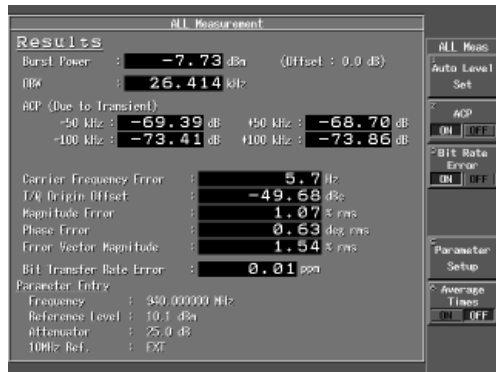 ALL Measurement
Results
Burst Power : -7.73 dBm (Offset : 0.0 dB)
OBW : 26.414 kHz
ACP (Due to Transient)
-50 kHz : -69.39 dB +50 kHz : -68.70 dB
-100 kHz : -73.41 dB +100 kHz : -73.86 dB
Carrier Frequency Error : 5.7 Hz
I/Q Origin Offset : -49.68 dBc
Magnitude Error : 1.07 % rms
Phase Error : 0.63 deg rms
Error Vector Magnitude : 1.54 % rms
Bit Transfer Rate Error : 0.01 ppm
Parameter Entry
Frequency : 940.000000 MHz
Reference Level : 10.1 dBm
Attenuator : 25.0 dB
10MHz Ref. : EXT
ALL Meas
1
Auto Level
Set
2
ACP
ON OFF
3
Bit Rate
Error
ON OFF
Parameter
Setup
Average
Times
ON OFF